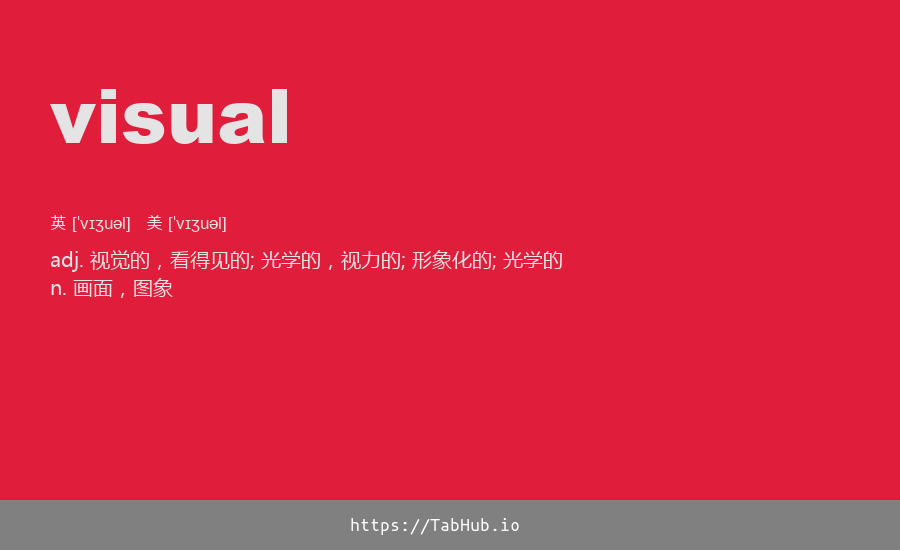 visual
英 [ˈvɪʒuəl] 美 [ˈvɪʒuəl]
adj. 视觉的，看得见的; 光学的，视力的; 形象化的; 光学的
n. 画面，图象
https://TabHub.io